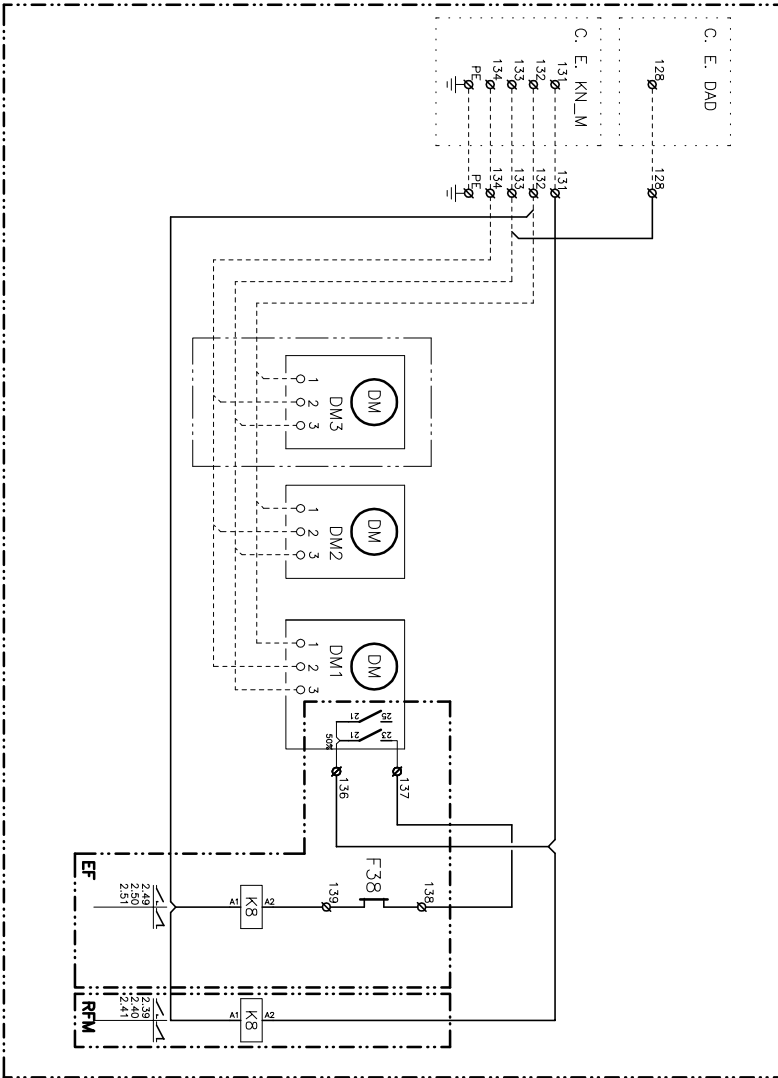 C. E. DAD
128
128
C. E. KN_M
131
132
133
134
PE
131
132
133
134
PE
DM
DM3
1
2
3
DM
DM2
1
2
3
DM
DM1
1
2
3
21
25
21
23
50%
136
137
F38
138
139
EF
K8
A1
A2
2.49
2.50
2.51
RFM
K8
A1
A2
2.39
2.40
2.41